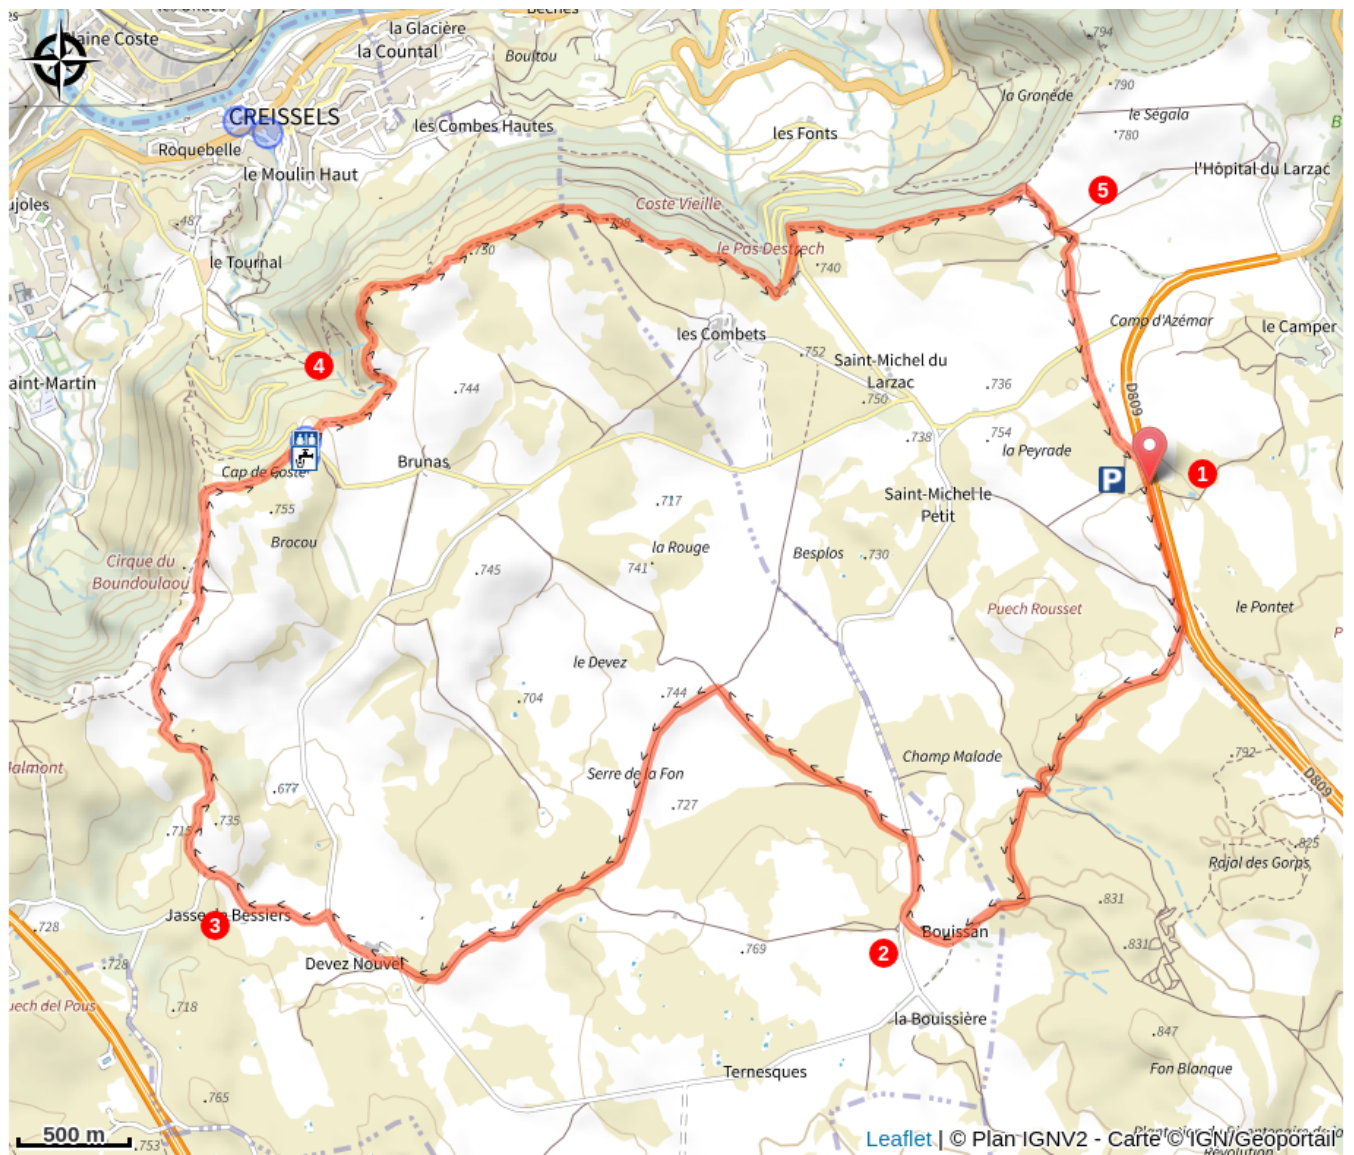 la Glacière
la Countal
Boultou
.794
.790
la Granède
le Ségala
.780
CREISSELS
les Combes Hautes
les Fonts
Roquebelle
le Moulin Haut
l'Hôpital du Larzac
5
Coste Vieille
.487
le Tournal
le Pas Destrech
.740
.750
Camp d'Azémar
les Combets
le Camper
.752
Saint-Michel du
Larzac
4
aint-Martin
.744
.736
.750
D809
.738
.754
la Peyrade
Cap de Coste
Brunas
P
1
.755
.717
Saint-Michel le
Petit
Brocou
la Rouge
Besplos
.730
Cirque du
Boundoulaou
741
.745
Puech Rousset
le Pontet
le Devez
.744
.704
.792
Champ Malade
Serre de la Fon
D809
.677
.727
.715
.735
.825
Rajal des Gorps
.831
Jasse de Bessiers
3
.728
Bouissan
2
.831
.769
Devez Nouvel
.728
.718
la Bouissière
.847
Ternesques
Fon Blanque
.765
500 m
.753
Leaflet | © Plan IGNV2 - Carte © IGN/Geoportail